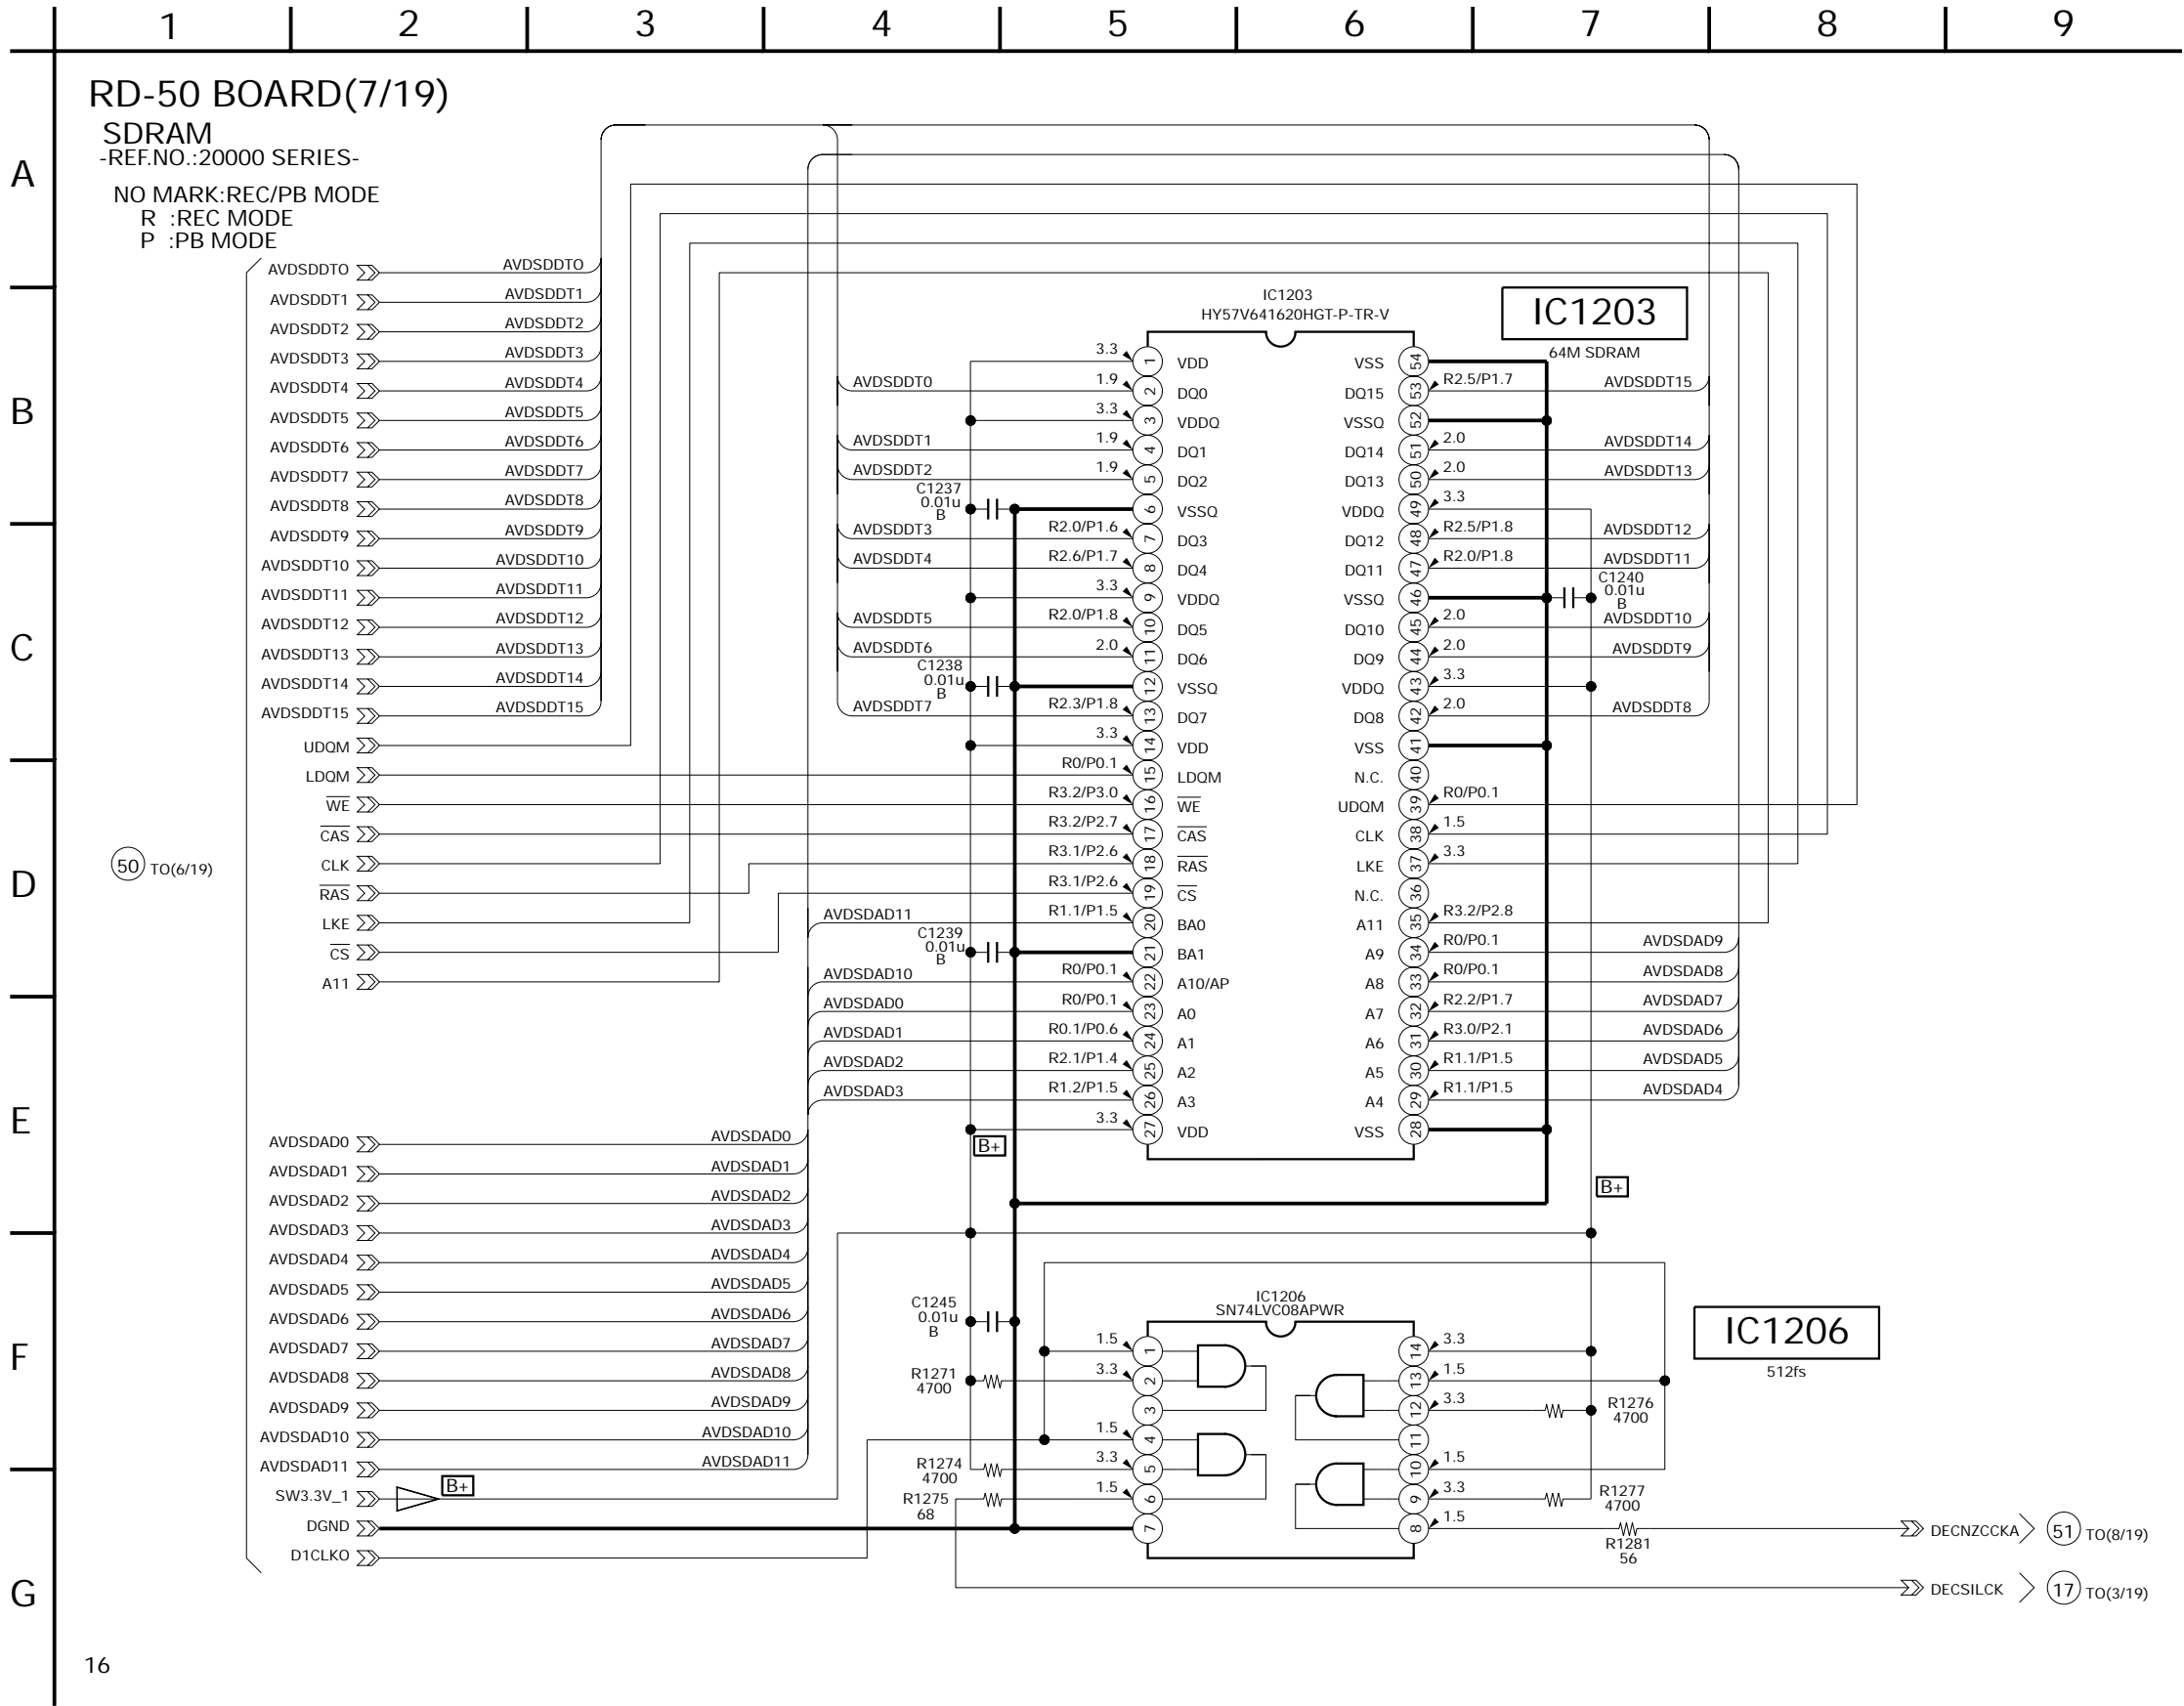 1 2 3 4 5 6 7 8 9
A
B
C
D
E
F
G
RD-50 BOARD(7/19)
SDRAM
-REF.NO.:20000 SERIES-
NO MARK:REC/PB MODE
R :REC MODE
P :PB MODE
AVDSDDTO AVDSDDTO
AVDSDDT1 AVDSDDT1
AVDSDDT2 AVDSDDT2
AVDSDDT3 AVDSDDT3
AVDSDDT4 AVDSDDT4
AVDSDDT5 AVDSDDT5
AVDSDDT6 AVDSDDT6
AVDSDDT7 AVDSDDT7
AVDSDDT8 AVDSDDT8
AVDSDDT9 AVDSDDT9
AVDSDDT10 AVDSDDT10
AVDSDDT11 AVDSDDT11
AVDSDDT12 AVDSDDT12
AVDSDDT13 AVDSDDT13
AVDSDDT14 AVDSDDT14
AVDSDDT15 AVDSDDT15
UDQM
LDQM
WE
CAS
CLK
RAS
LKE
CS
A11
50 TO(6/19)
AVDSDAD0 AVDSDAD0
AVDSDAD1 AVDSDAD1
AVDSDAD2 AVDSDAD2
AVDSDAD3 AVDSDAD3
AVDSDAD4 AVDSDAD4
AVDSDAD5 AVDSDAD5
AVDSDAD6 AVDSDAD6
AVDSDAD7 AVDSDAD7
AVDSDAD8 AVDSDAD8
AVDSDAD9 AVDSDAD9
AVDSDAD10 AVDSDAD10
AVDSDAD11 AVDSDAD11
SW3.3V_1 B+
DGND
D1CLKO
IC1203
HY57V641620HGT-P-TR-V
IC1203
64M SDRAM
3.3 1 VDD VSS 54
AVDSDDT0 1.9 2 DQ0 DQ15 53 R2.5/P1.7 AVDSDDT15
3.3 3 VDDQ VSSQ 52
AVDSDDT1 1.9 4 DQ1 DQ14 51 2.0 AVDSDDT14
AVDSDDT2 1.9 5 DQ2 DQ13 50 2.0 AVDSDDT13
C1237
0.01u
B
6 VSSQ VDDQ 49 3.3
AVDSDDT3 R2.0/P1.6 7 DQ3 DQ12 48 R2.5/P1.8 AVDSDDT12
AVDSDDT4 R2.6/P1.7 8 DQ4 DQ11 47 R2.0/P1.8 AVDSDDT11
3.3 9 VDDQ VSSQ 46
C1240
0.01u
B
AVDSDDT5 R2.0/P1.8 10 DQ5 DQ10 45 2.0 AVDSDDT10
AVDSDDT6 2.0 11 DQ6 DQ9 44 2.0 AVDSDDT9
C1238
0.01u
B
12 VSSQ VDDQ 43 3.3
AVDSDDT7 R2.3/P1.8 13 DQ7 DQ8 42 2.0 AVDSDDT8
3.3 14 VDD VSS 41
R0/P0.1 15 LDQM N.C. 40
R3.2/P3.0 16 WE UDQM 39 R0/P0.1
R3.2/P2.7 17 CAS CLK 38 1.5
R3.1/P2.6 18 RAS LKE 37 3.3
R3.1/P2.6 19 CS N.C. 36
AVDSDAD11 R1.1/P1.5 20 BA0 A11 35 R3.2/P2.8
C1239
0.01u
B
21 BA1 A9 34 R0/P0.1 AVDSDAD9
AVDSDAD10 R0/P0.1 22 A10/AP A8 33 R0/P0.1 AVDSDAD8
AVDSDAD0 R0/P0.1 23 A0 A7 32 R2.2/P1.7 AVDSDAD7
AVDSDAD1 R0.1/P0.6 24 A1 A6 31 R3.0/P2.1 AVDSDAD6
AVDSDAD2 R2.1/P1.4 25 A2 A5 30 R1.1/P1.5 AVDSDAD5
AVDSDAD3 R1.2/P1.5 26 A3 A4 29 R1.1/P1.5 AVDSDAD4
3.3 27 VDD VSS 28
B+
B+
C1245
0.01u
B
IC1206
SN74LVC08APWR
IC1206
512fs
1.5 1 14 3.3
R1271
4700
3.3 2 13 1.5
3 12 3.3
R1276
4700
1.5 4 11
R1274
4700
3.3 5 10 1.5
R1275
68
1.5 6 9 3.3
R1277
4700
7 8 1.5
R1281
56
DECNZCCKA 51 TO(8/19)
DECSILCK 17 TO(3/19)
16